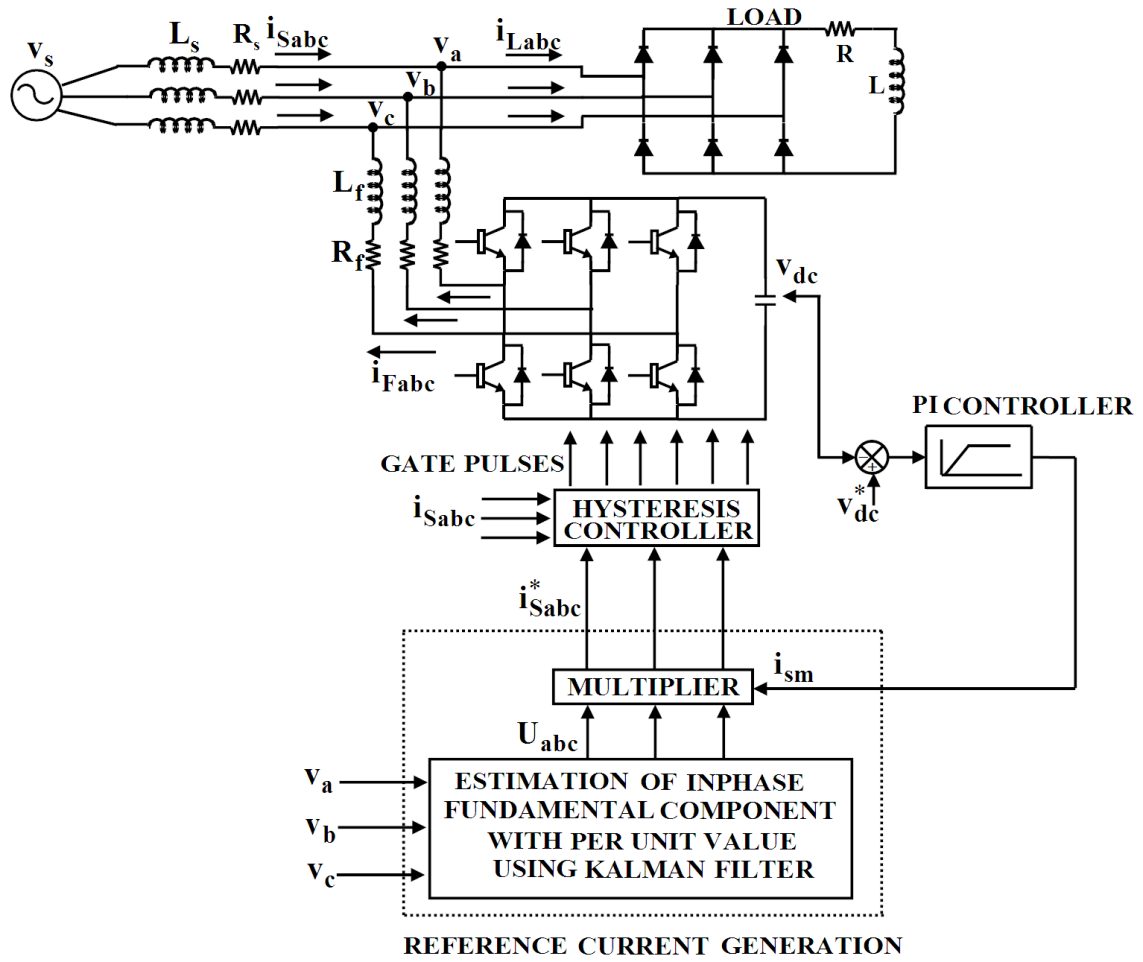 LOAD
v_s
L_s
R_s
i_Sabc
v_a
i_Labc
R
v_b
L
v_c
L_f
R_f
v_dc
i_Fabc
PI CONTROLLER
GATE PULSES
−
+
v_dc^*
i_Sabc
HYSTERESIS
CONTROLLER
i_Sabc^*
i_sm
MULTIPLIER
U_abc
v_a
v_b
v_c
ESTIMATION OF INPHASE
FUNDAMENTAL COMPONENT
WITH PER UNIT VALUE
USING KALMAN FILTER
REFERENCE CURRENT GENERATION